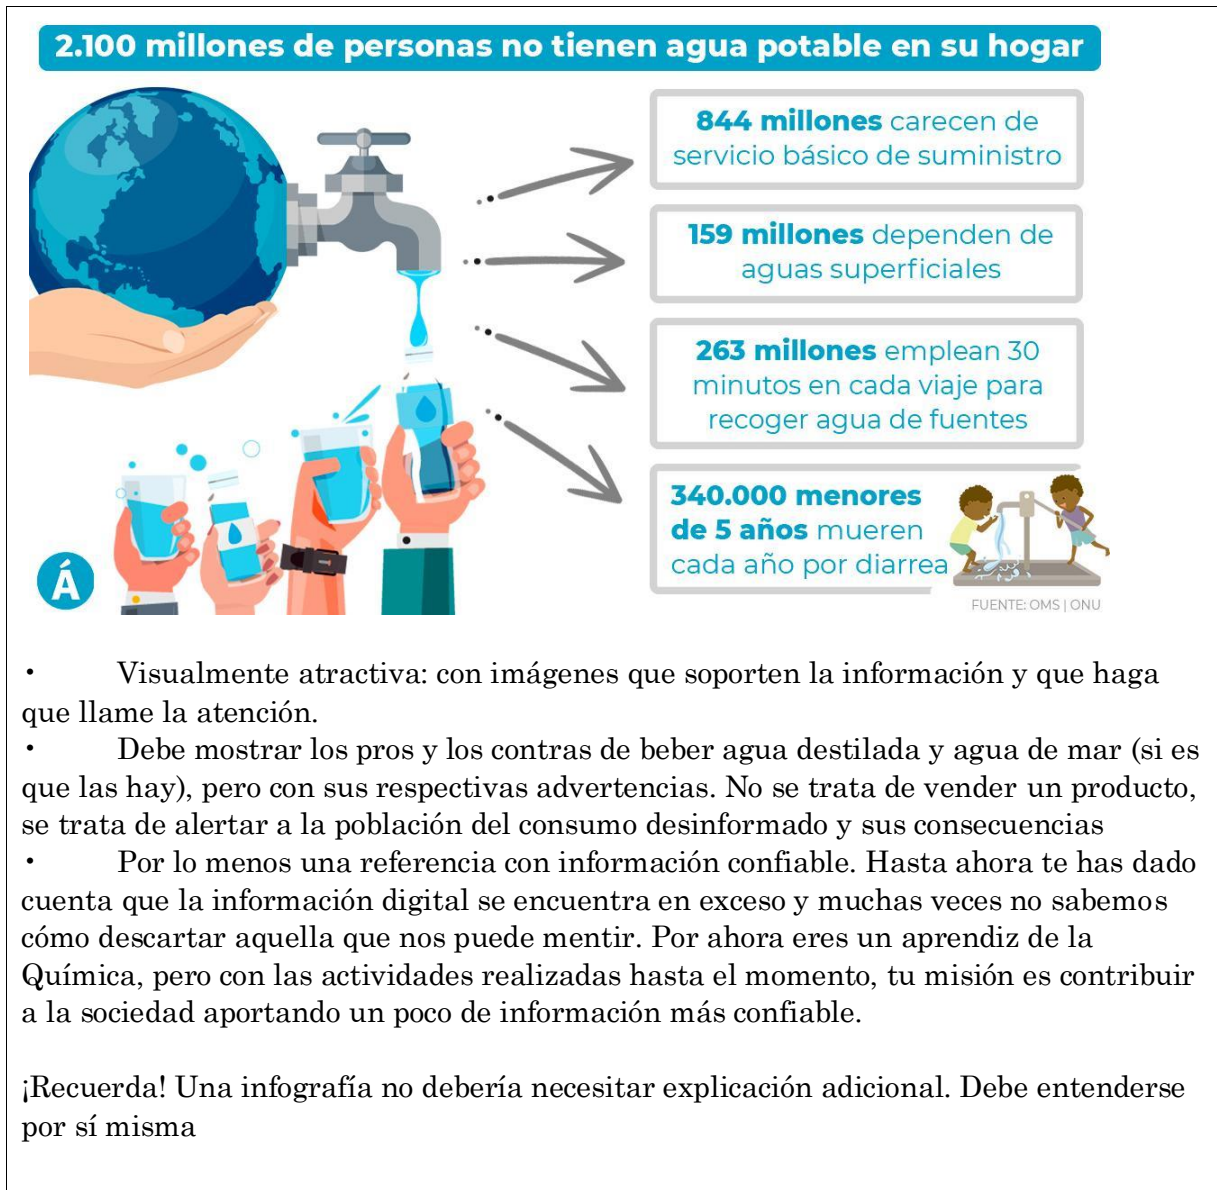 2.100 millones de personas no tienen agua potable en su hogar
844 millones carecen de
servicio básico de suministro
159 millones dependen de
aguas superficiales
263 millones emplean 30
minutos en cada viaje para
recoger agua de fuentes
340.000 menores
de 5 años mueren
cada año por diarrea
Á
FUENTE: OMS | ONU
• Visualmente atractiva: con imágenes que soporten la información y que haga
que llame la atención.
• Debe mostrar los pros y los contras de beber agua destilada y agua de mar (si es
que las hay), pero con sus respectivas advertencias. No se trata de vender un producto,
se trata de alertar a la población del consumo desinformado y sus consecuencias
• Por lo menos una referencia con información confiable. Hasta ahora te has dado
cuenta que la información digital se encuentra en exceso y muchas veces no sabemos
cómo descartar aquella que nos puede mentir. Por ahora eres un aprendiz de la
Química, pero con las actividades realizadas hasta el momento, tu misión es contribuir
a la sociedad aportando un poco de información más confiable.
¡Recuerda! Una infografía no debería necesitar explicación adicional. Debe entenderse
por sí misma